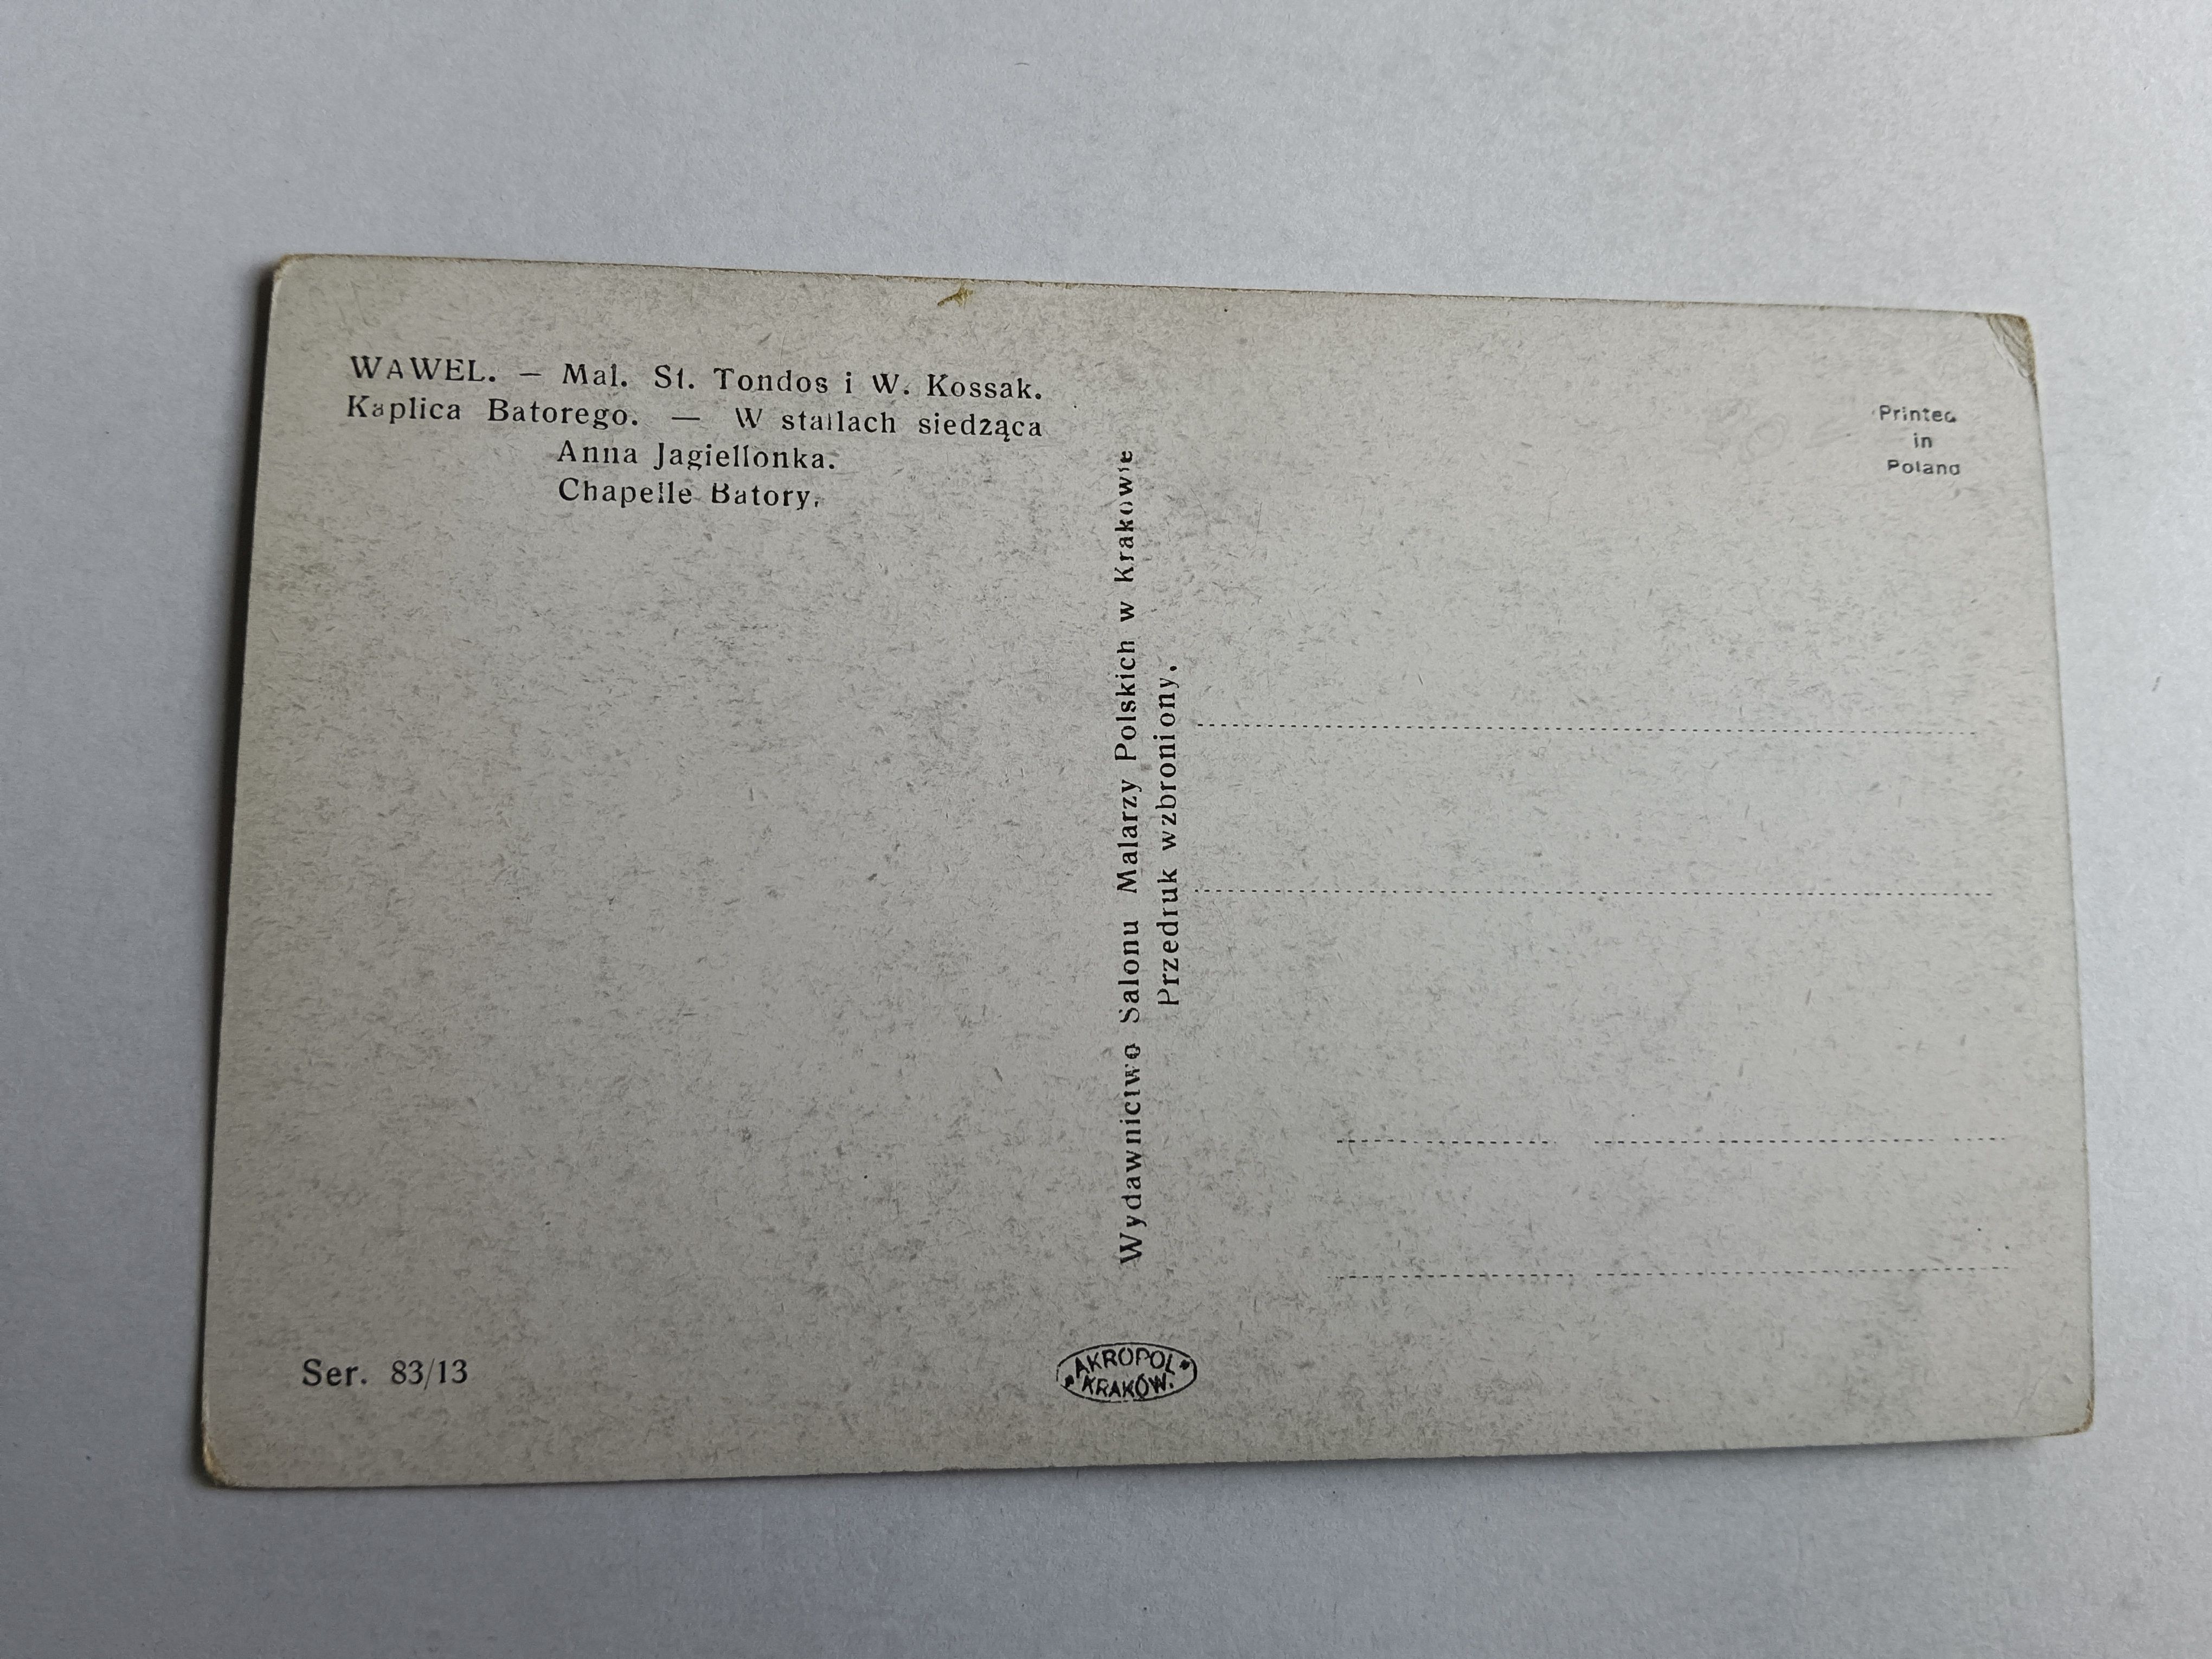 WAWEL. — Mal. St. Tondos i W. Kossak.
Kaplica Batorego. — W stallach siedząca
Anna Jagiellonka.
Chapelle Batory.
Printed
in
Poland
Wydawnictwo Salonu Malarzy Polskich w Krakowie
Przedruk wzbroniony.
Ser. 83/13
AKROPOL
KRAKÓW.